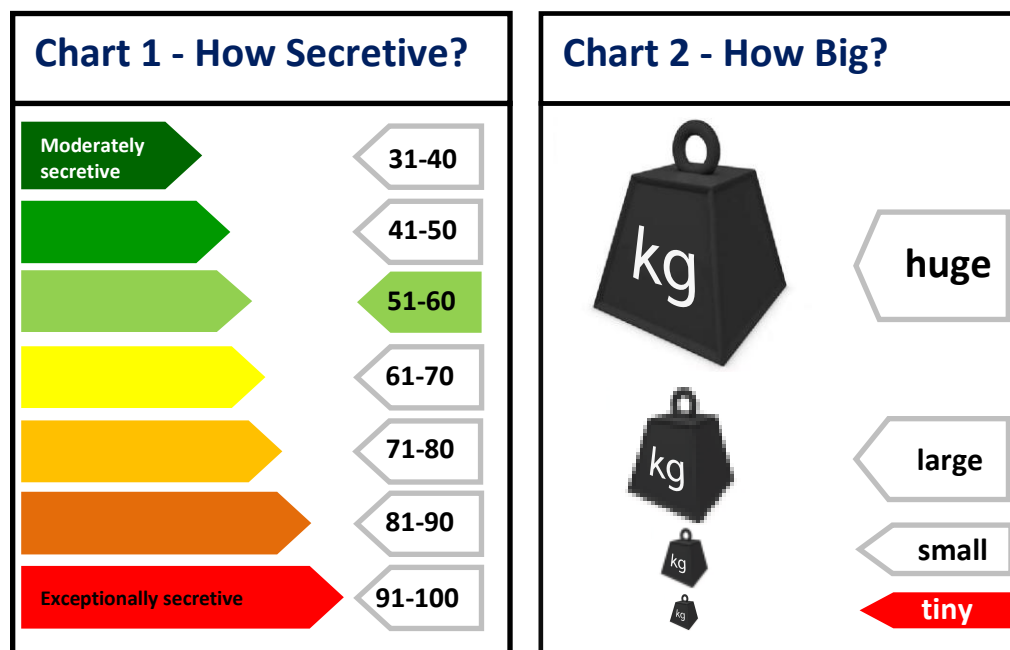 Chart 1 - How Secretive?
Moderately
secretive
31-40
41-50
51-60
61-70
71-80
81-90
Exceptionally secretive
91-100
Chart 2 - How Big?
kg
huge
kg
large
kg
small
kg
tiny